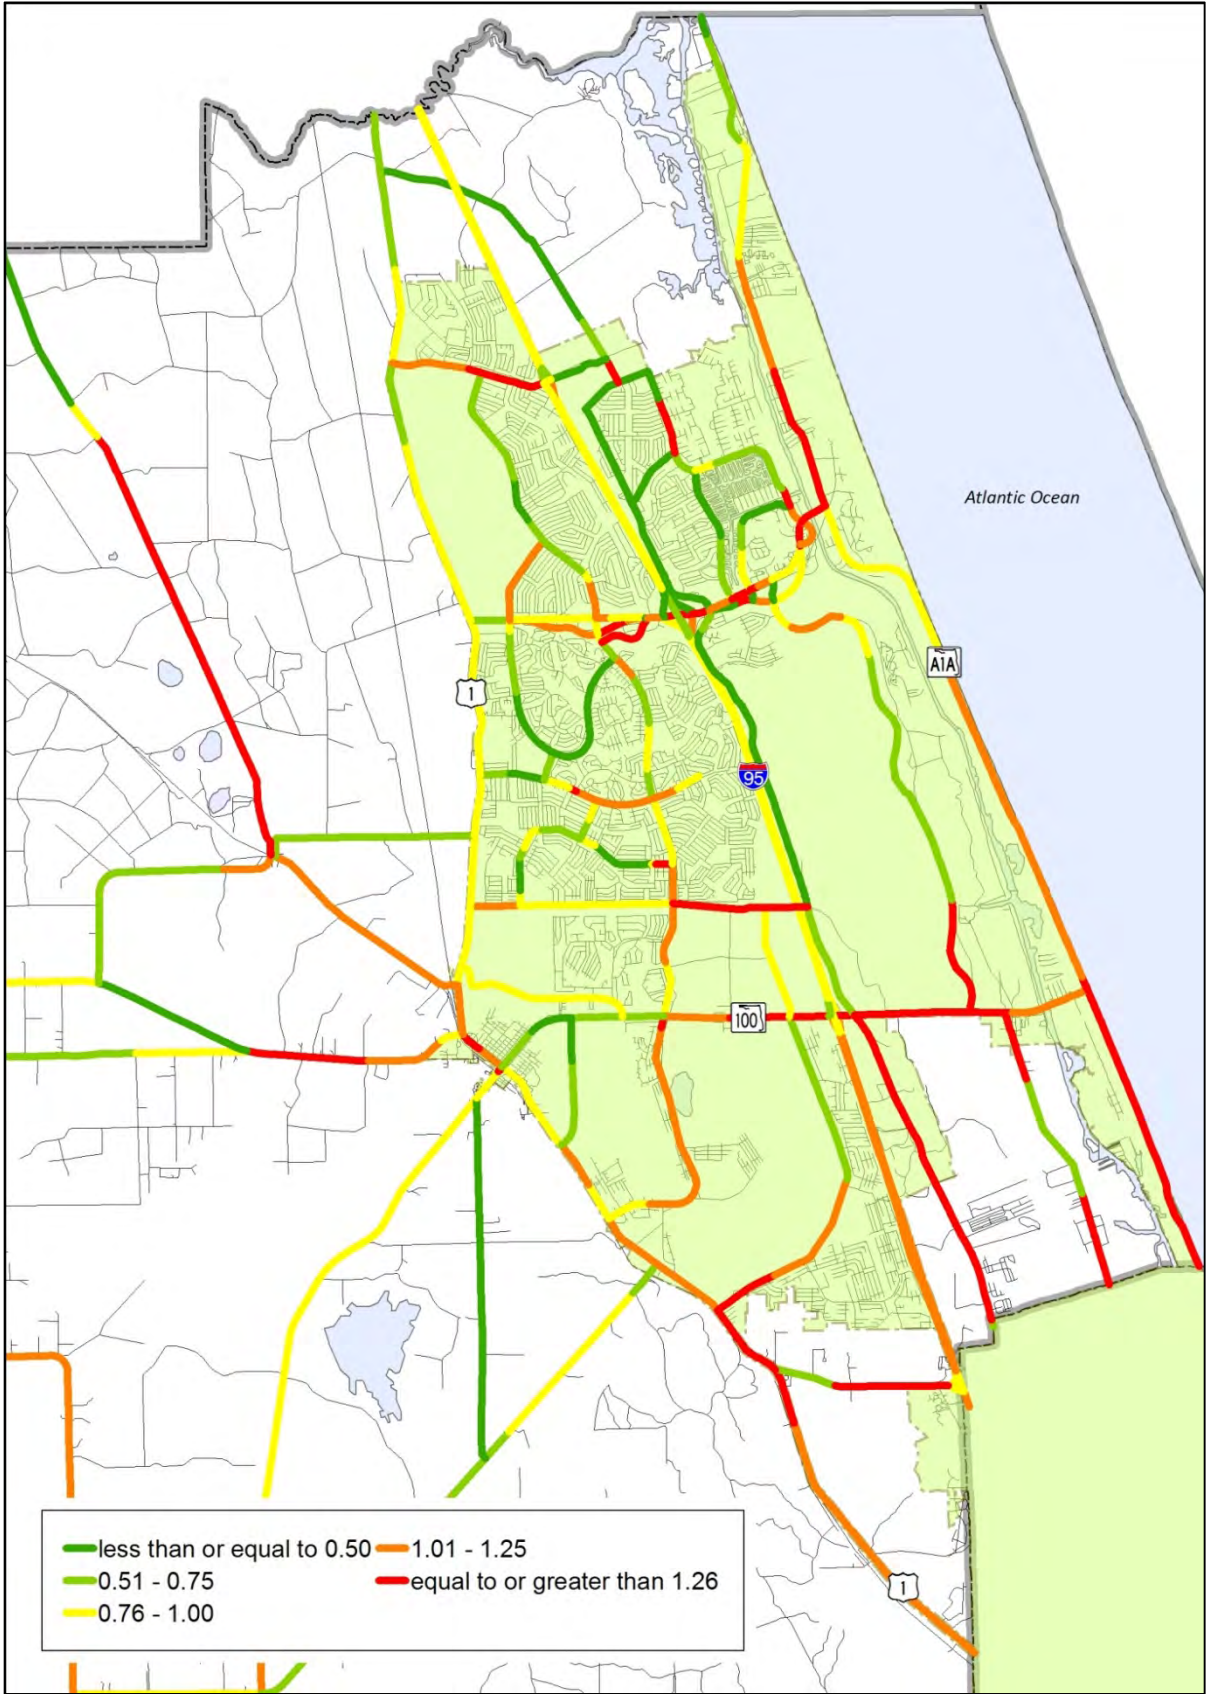 Atlantic Ocean
A1A
1
95
100
less than or equal to 0.50
0.51 - 0.75
0.76 - 1.00
1.01 - 1.25
equal to or greater than 1.26
1